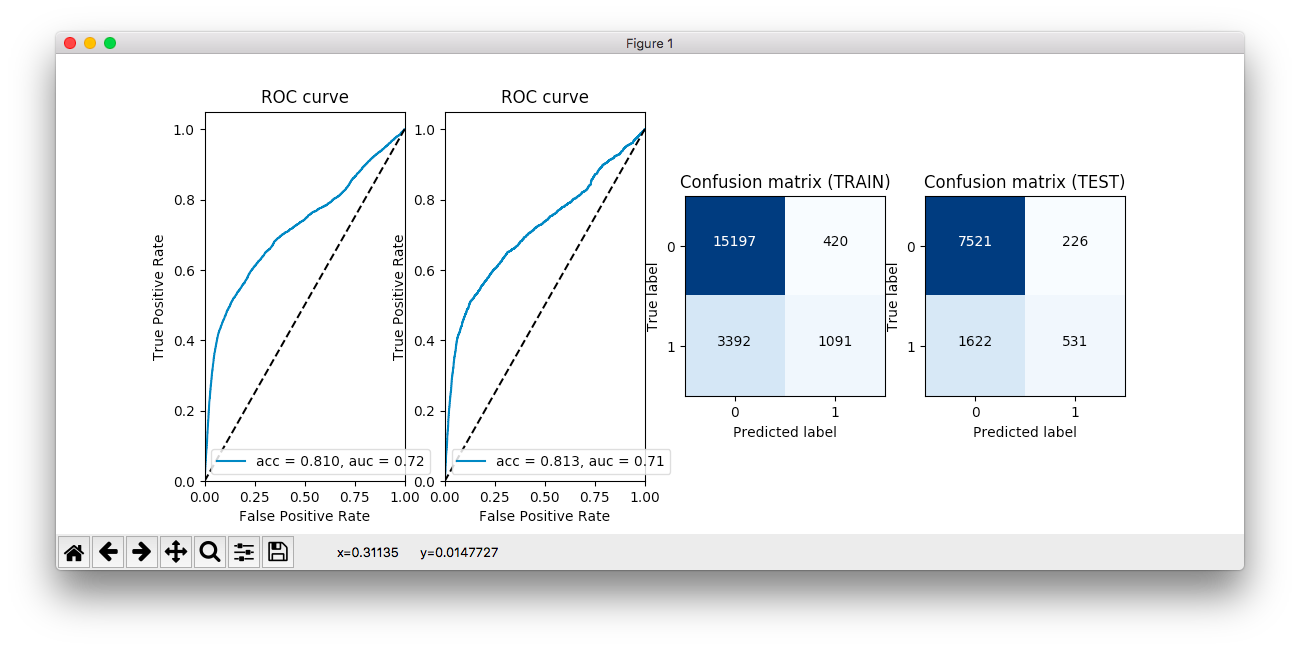 Figure 1
ROC curve
1.0
0.8
0.6
0.4
0.2
0.0
True Positive Rate
0.00 0.25 0.50 0.75 1.00
False Positive Rate
acc = 0.810, auc = 0.72
ROC curve
1.0
0.8
0.6
0.4
0.2
0.0
True Positive Rate
0.00 0.25 0.50 0.75 1.00
False Positive Rate
acc = 0.813, auc = 0.71
Confusion matrix (TRAIN)
True label
0 15197 420
1 3392 1091
0 1
Predicted label
Confusion matrix (TEST)
True label
0 7521 226
1 1622 531
0 1
Predicted label
x=0.31135 y=0.0147727